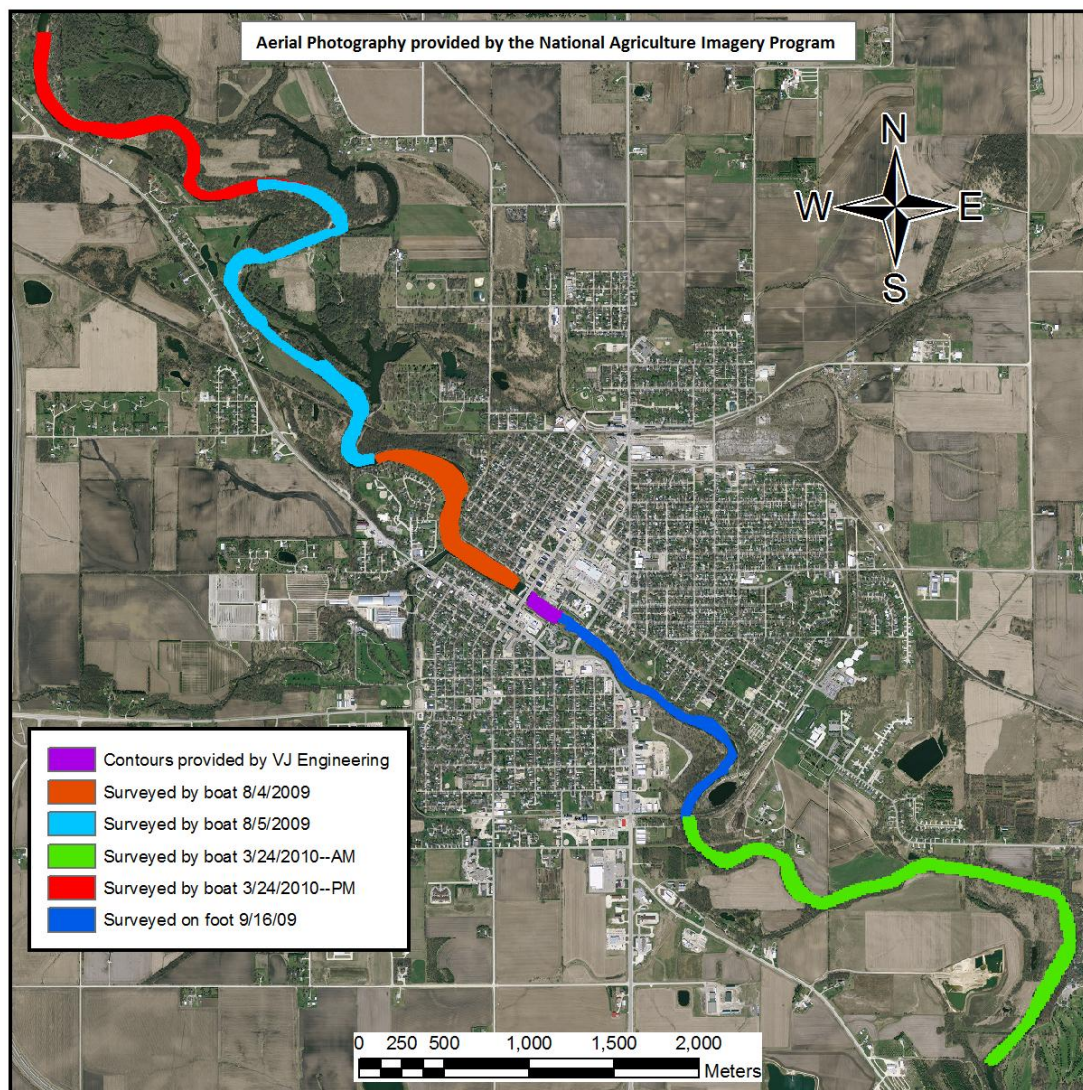 Aerial Photography provided by the National Agriculture Imagery Program
N
W E
S
Contours provided by VJ Engineering
Surveyed by boat 8/4/2009
Surveyed by boat 8/5/2009
Surveyed by boat 3/24/2010--AM
Surveyed by boat 3/24/2010--PM
Surveyed on foot 9/16/09
0 250 500 1,000 1,500 2,000
Meters